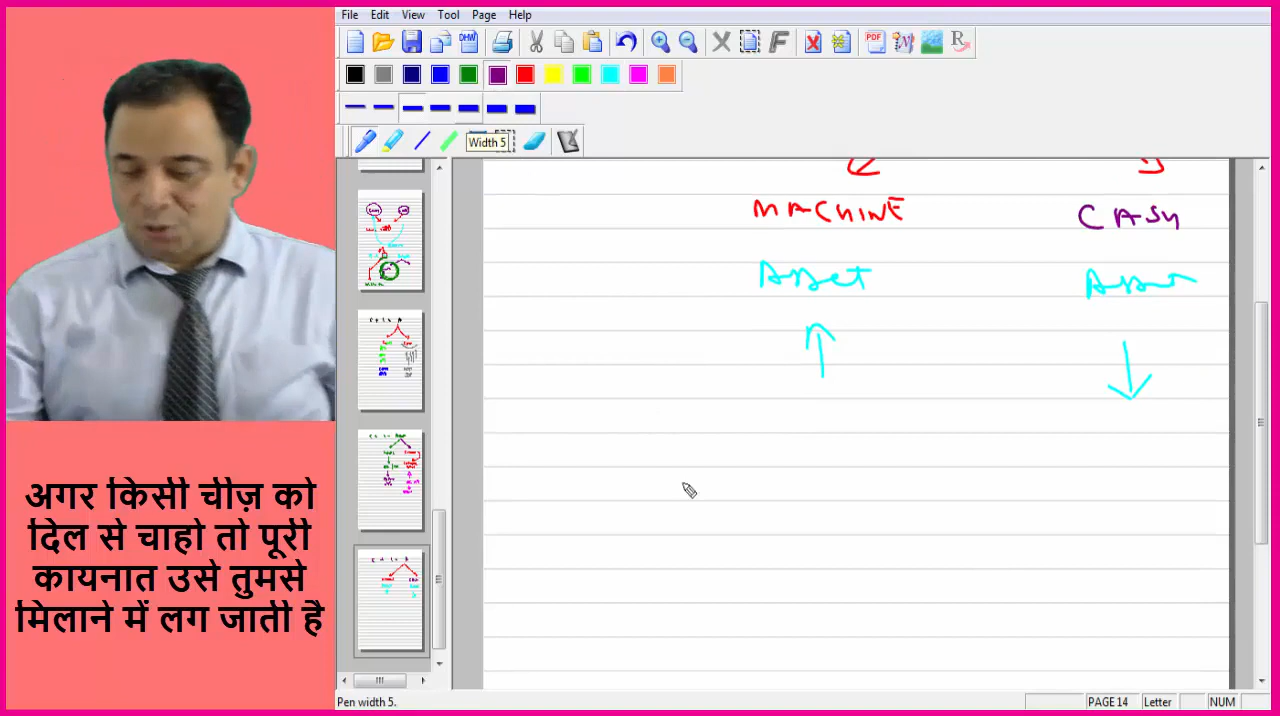 File Edit View Tool Page Help
PDF
Width 5
MACHINE CASH
Asset Asset
अगर किसी चीज़ को
दिल से चाहो तो पूरी
कायनात उसे तुमसे
मिलाने में लग जाती है
Pen width 5. PAGE 14 Letter NUM